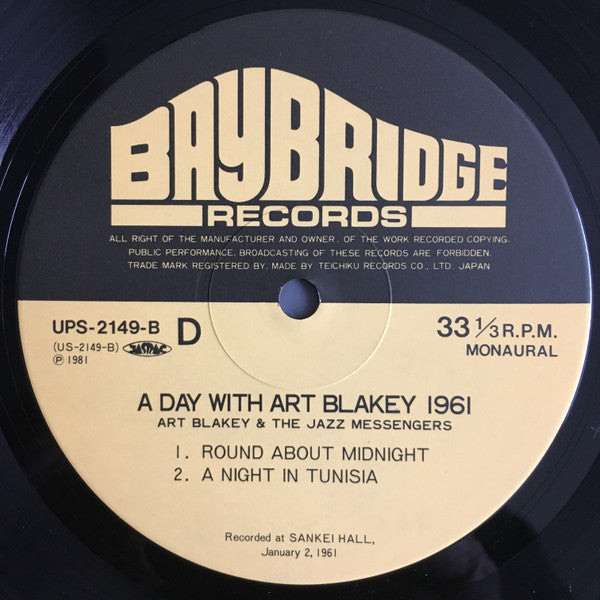 BAYBRIDGE
RECORDS
ALL RIGHT OF THE MANUFACTURER AND OWNER. OF THE WORK RECORDED COPYING.
PUBLIC PERFORMANCE. BROADCASTING OF THESE RECORDS ARE FORBIDDEN.
TRADE MARK REGISTERED BY. MADE BY TEICHIKU RECORDS CO., LTD. JAPAN
UPS-2149-B D 33 1/3 R.P.M.
(US-2149-B) JASRAC MONAURAL
Ⓟ 1981
A DAY WITH ART BLAKEY 1961
ART BLAKEY & THE JAZZ MESSENGERS
1. ROUND ABOUT MIDNIGHT
2. A NIGHT IN TUNISIA
Recorded at SANKEI HALL,
January 2, 1961